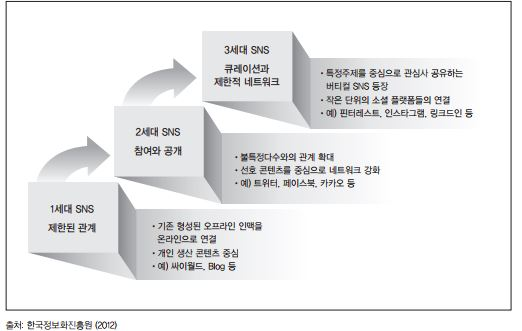 3세대 SNS
큐레이션과
제한적 네트워크
• 특정주제를 중심으로 관심사 공유하는
버티컬 SNS 등장
• 작은 단위의 소셜 플랫폼들의 연결
• 예) 핀터레스트, 인스타그램, 링크드인 등
2세대 SNS
참여와 공개
• 불특정다수와의 관계 확대
• 선호 콘텐츠를 중심으로 네트워크 강화
• 예) 트위터, 페이스북, 카카오 등
1세대 SNS
제한된 관계
• 기존 형성된 오프라인 인맥을
온라인으로 연결
• 개인 생산 콘텐츠 중심
• 예) 싸이월드, Blog 등
출처: 한국정보화진흥원 (2012)